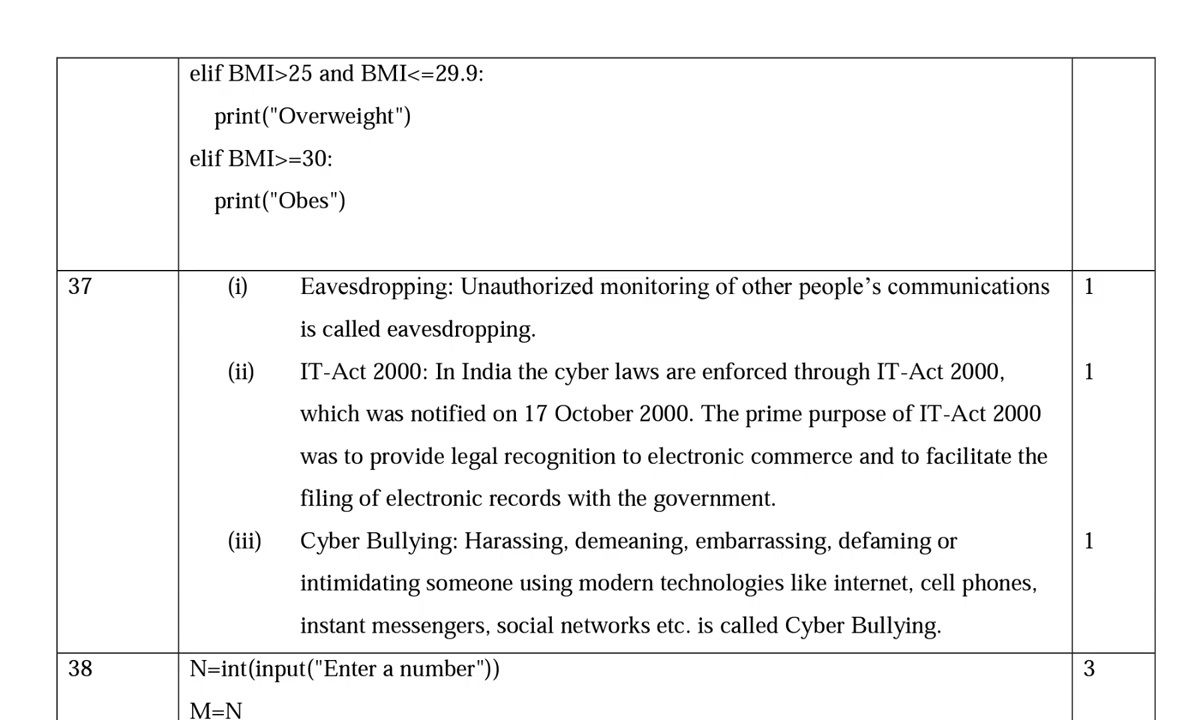 elif BMI>25 and BMI<=29.9:
print("Overweight")
elif BMI>=30:
print("Obes")
37 (i) Eavesdropping: Unauthorized monitoring of other people’s communications 1
is called eavesdropping.
(ii) IT-Act 2000: In India the cyber laws are enforced through IT-Act 2000, 1
which was notified on 17 October 2000. The prime purpose of IT-Act 2000
was to provide legal recognition to electronic commerce and to facilitate the
filing of electronic records with the government.
(iii) Cyber Bullying: Harassing, demeaning, embarrassing, defaming or 1
intimidating someone using modern technologies like internet, cell phones,
instant messengers, social networks etc. is called Cyber Bullying.
38 N=int(input("Enter a number")) 3
M=N